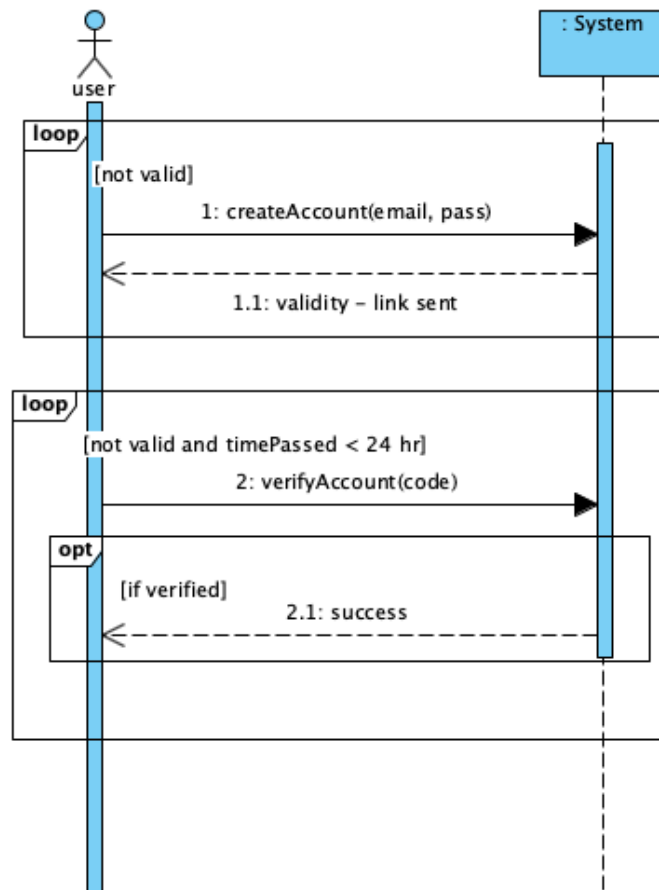 : System
user
loop
[not valid]
1: createAccount(email, pass)
1.1: validity – link sent
loop
[not valid and timePassed < 24 hr]
2: verifyAccount(code)
opt
[if verified]
2.1: success